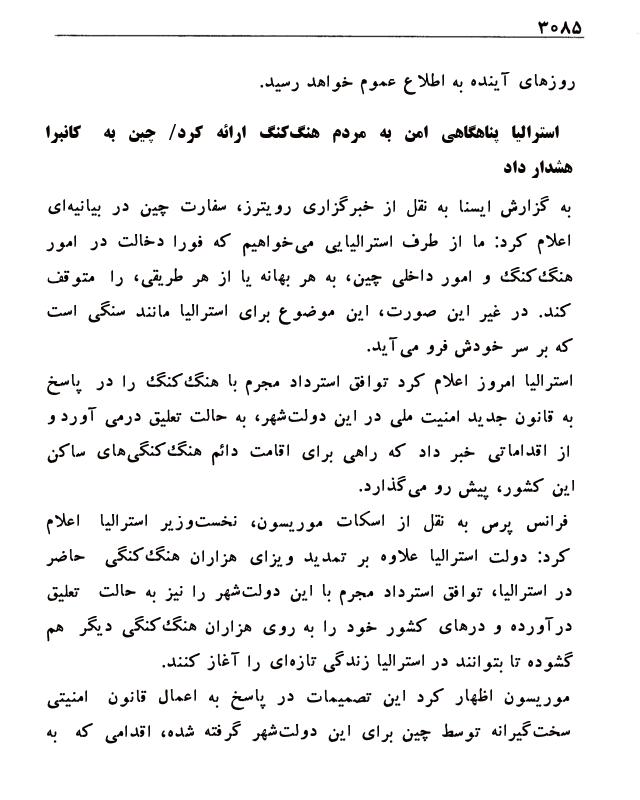 ۳۰۸۵
روزهای آینده به اطلاع عموم خواهد رسید.
استرالیا پناهگاهی امن به مردم هنگ‌کنگ ارائه کرد/ چین به کانبرا
هشدار داد
به گزارش ایسنا به نقل از خبرگزاری رویترز، سفارت چین در بیانیه‌ای
اعلام کرد: ما از طرف استرالیایی می‌خواهیم که فورا دخالت در امور
هنگ‌کنگ و امور داخلی چین، به هر بهانه یا از هر طریقی، را متوقف
کند. در غیر این صورت، این موضوع برای استرالیا مانند سنگی است
که بر سر خودش فرو می‌آید.
استرالیا امروز اعلام کرد توافق استرداد مجرم با هنگ‌کنگ را در پاسخ
به قانون جدید امنیت ملی در این دولت‌شهر، به حالت تعلیق درمی آورد و
از اقداماتی خبر داد که راهی برای اقامت دائم هنگ‌کنگی‌های ساکن
این کشور، پیش رو می‌گذارد.
فرانس پرس به نقل از اسکات موریسون، نخست‌وزیر استرالیا اعلام
کرد: دولت استرالیا علاوه بر تمدید ویزای هزاران هنگ‌کنگی حاضر
در استرالیا، توافق استرداد مجرم با این دولت‌شهر را نیز به حالت تعلیق
درآورده و درهای کشور خود را به روی هزاران هنگ‌کنگی دیگر هم
گشوده تا بتوانند در استرالیا زندگی تازه‌ای را آغاز کنند.
موریسون اظهار کرد این تصمیمات در پاسخ به اعمال قانون امنیتی
سخت‌گیرانه توسط چین برای این دولت‌شهر گرفته شده، اقدامی که به